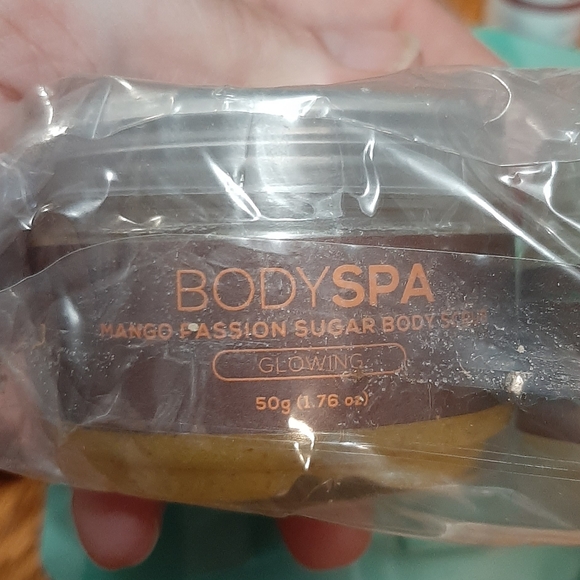 BODYSPA
MANGO PASSION SUGAR BODY
GLOWING
50g (1.76 oz)